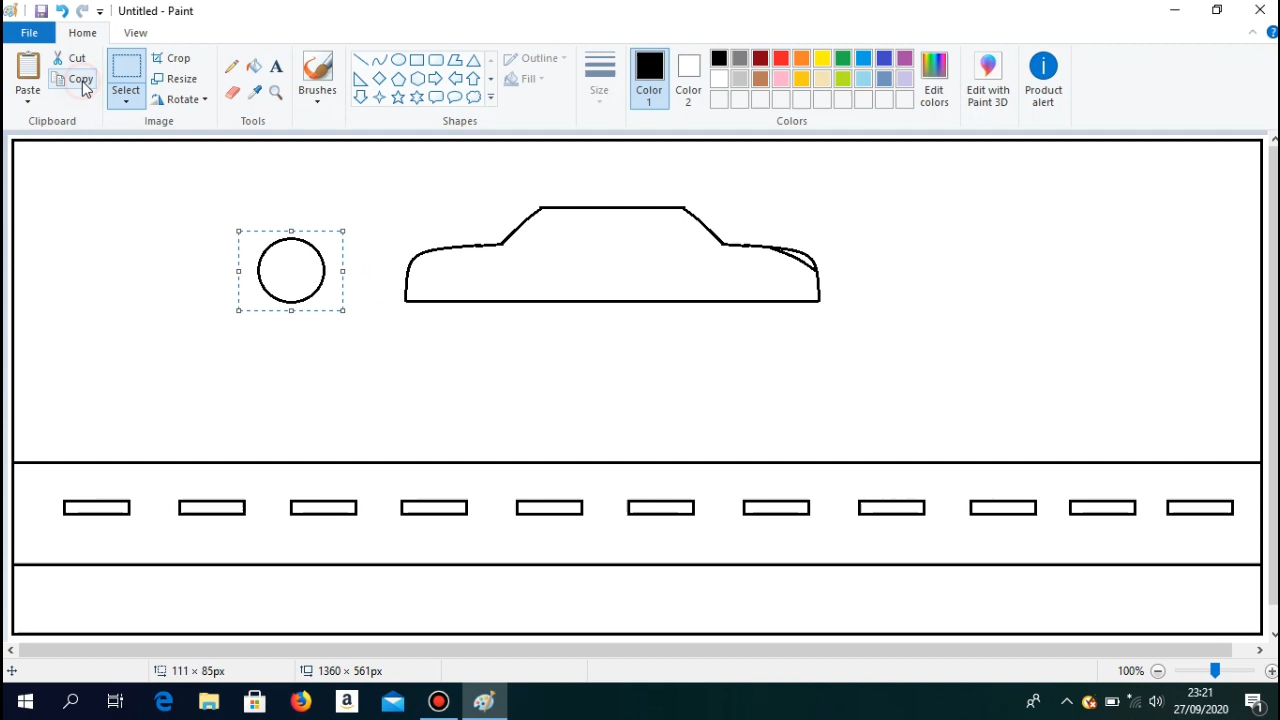 Untitled - Paint
File Home View
Paste Cut Copy Clipboard
Select Crop Resize Rotate Image
A Tools
Brushes
Shapes
Outline Fill
Size
Color 1 Color 2 Edit colors Colors
Edit with Paint 3D
Product alert
111 × 85px 1360 × 561px 100%
a 23:21
27/09/2020 1